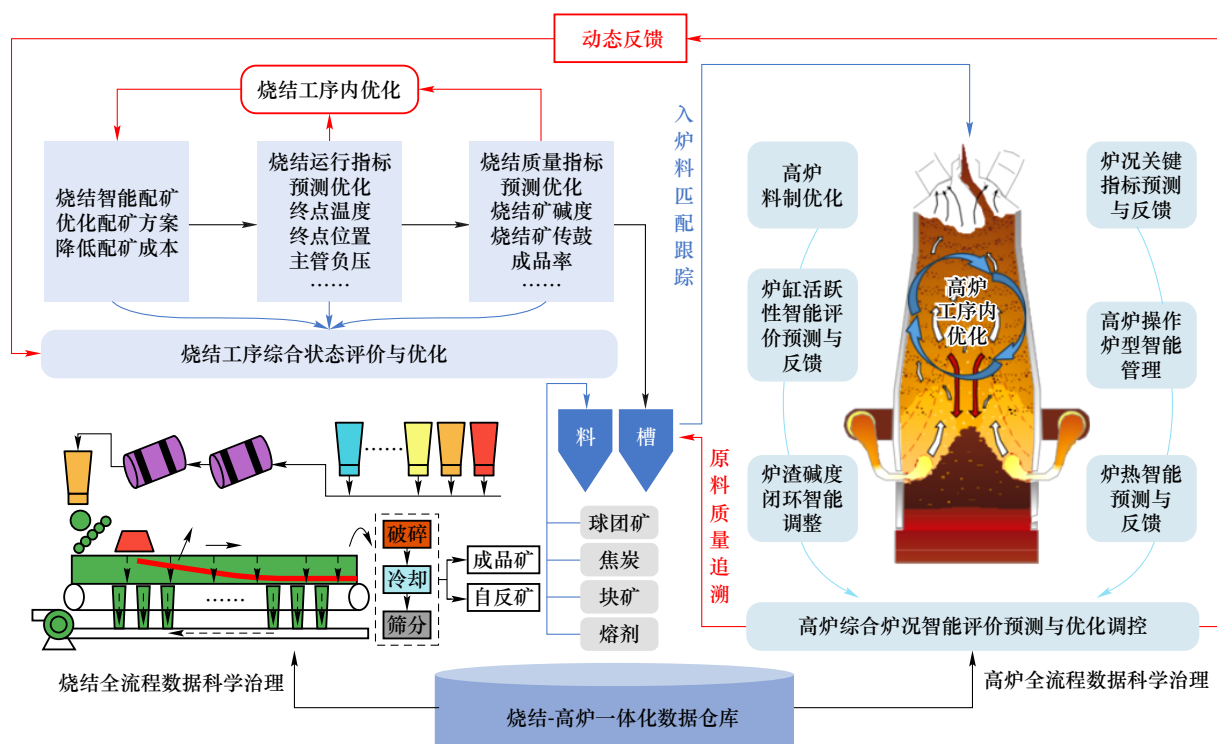 动态反馈
烧结工序内优化
烧结智能配矿
优化配矿方案
降低配矿成本
烧结运行指标
预测优化
终点温度
终点位置
主管负压
……
烧结质量指标
预测优化
烧结矿碱度
烧结矿传鼓
成品率
……
烧结工序综合状态评价与优化
入炉料匹配跟踪
高炉
料制优化
炉缸活跃
性智能评
价预测与
反馈
炉渣碱度
闭环智能
调整
高炉
工序内
优化
炉况关键
指标预测
与反馈
高炉操作
炉型智能
管理
炉热智能
预测与
反馈
料
槽
原料质量追溯
球团矿
焦炭
块矿
熔剂
……
破碎
冷却
筛分
成品矿
自反矿
……
高炉综合炉况智能评价预测与优化调控
烧结全流程数据科学治理
烧结-高炉一体化数据仓库
高炉全流程数据科学治理